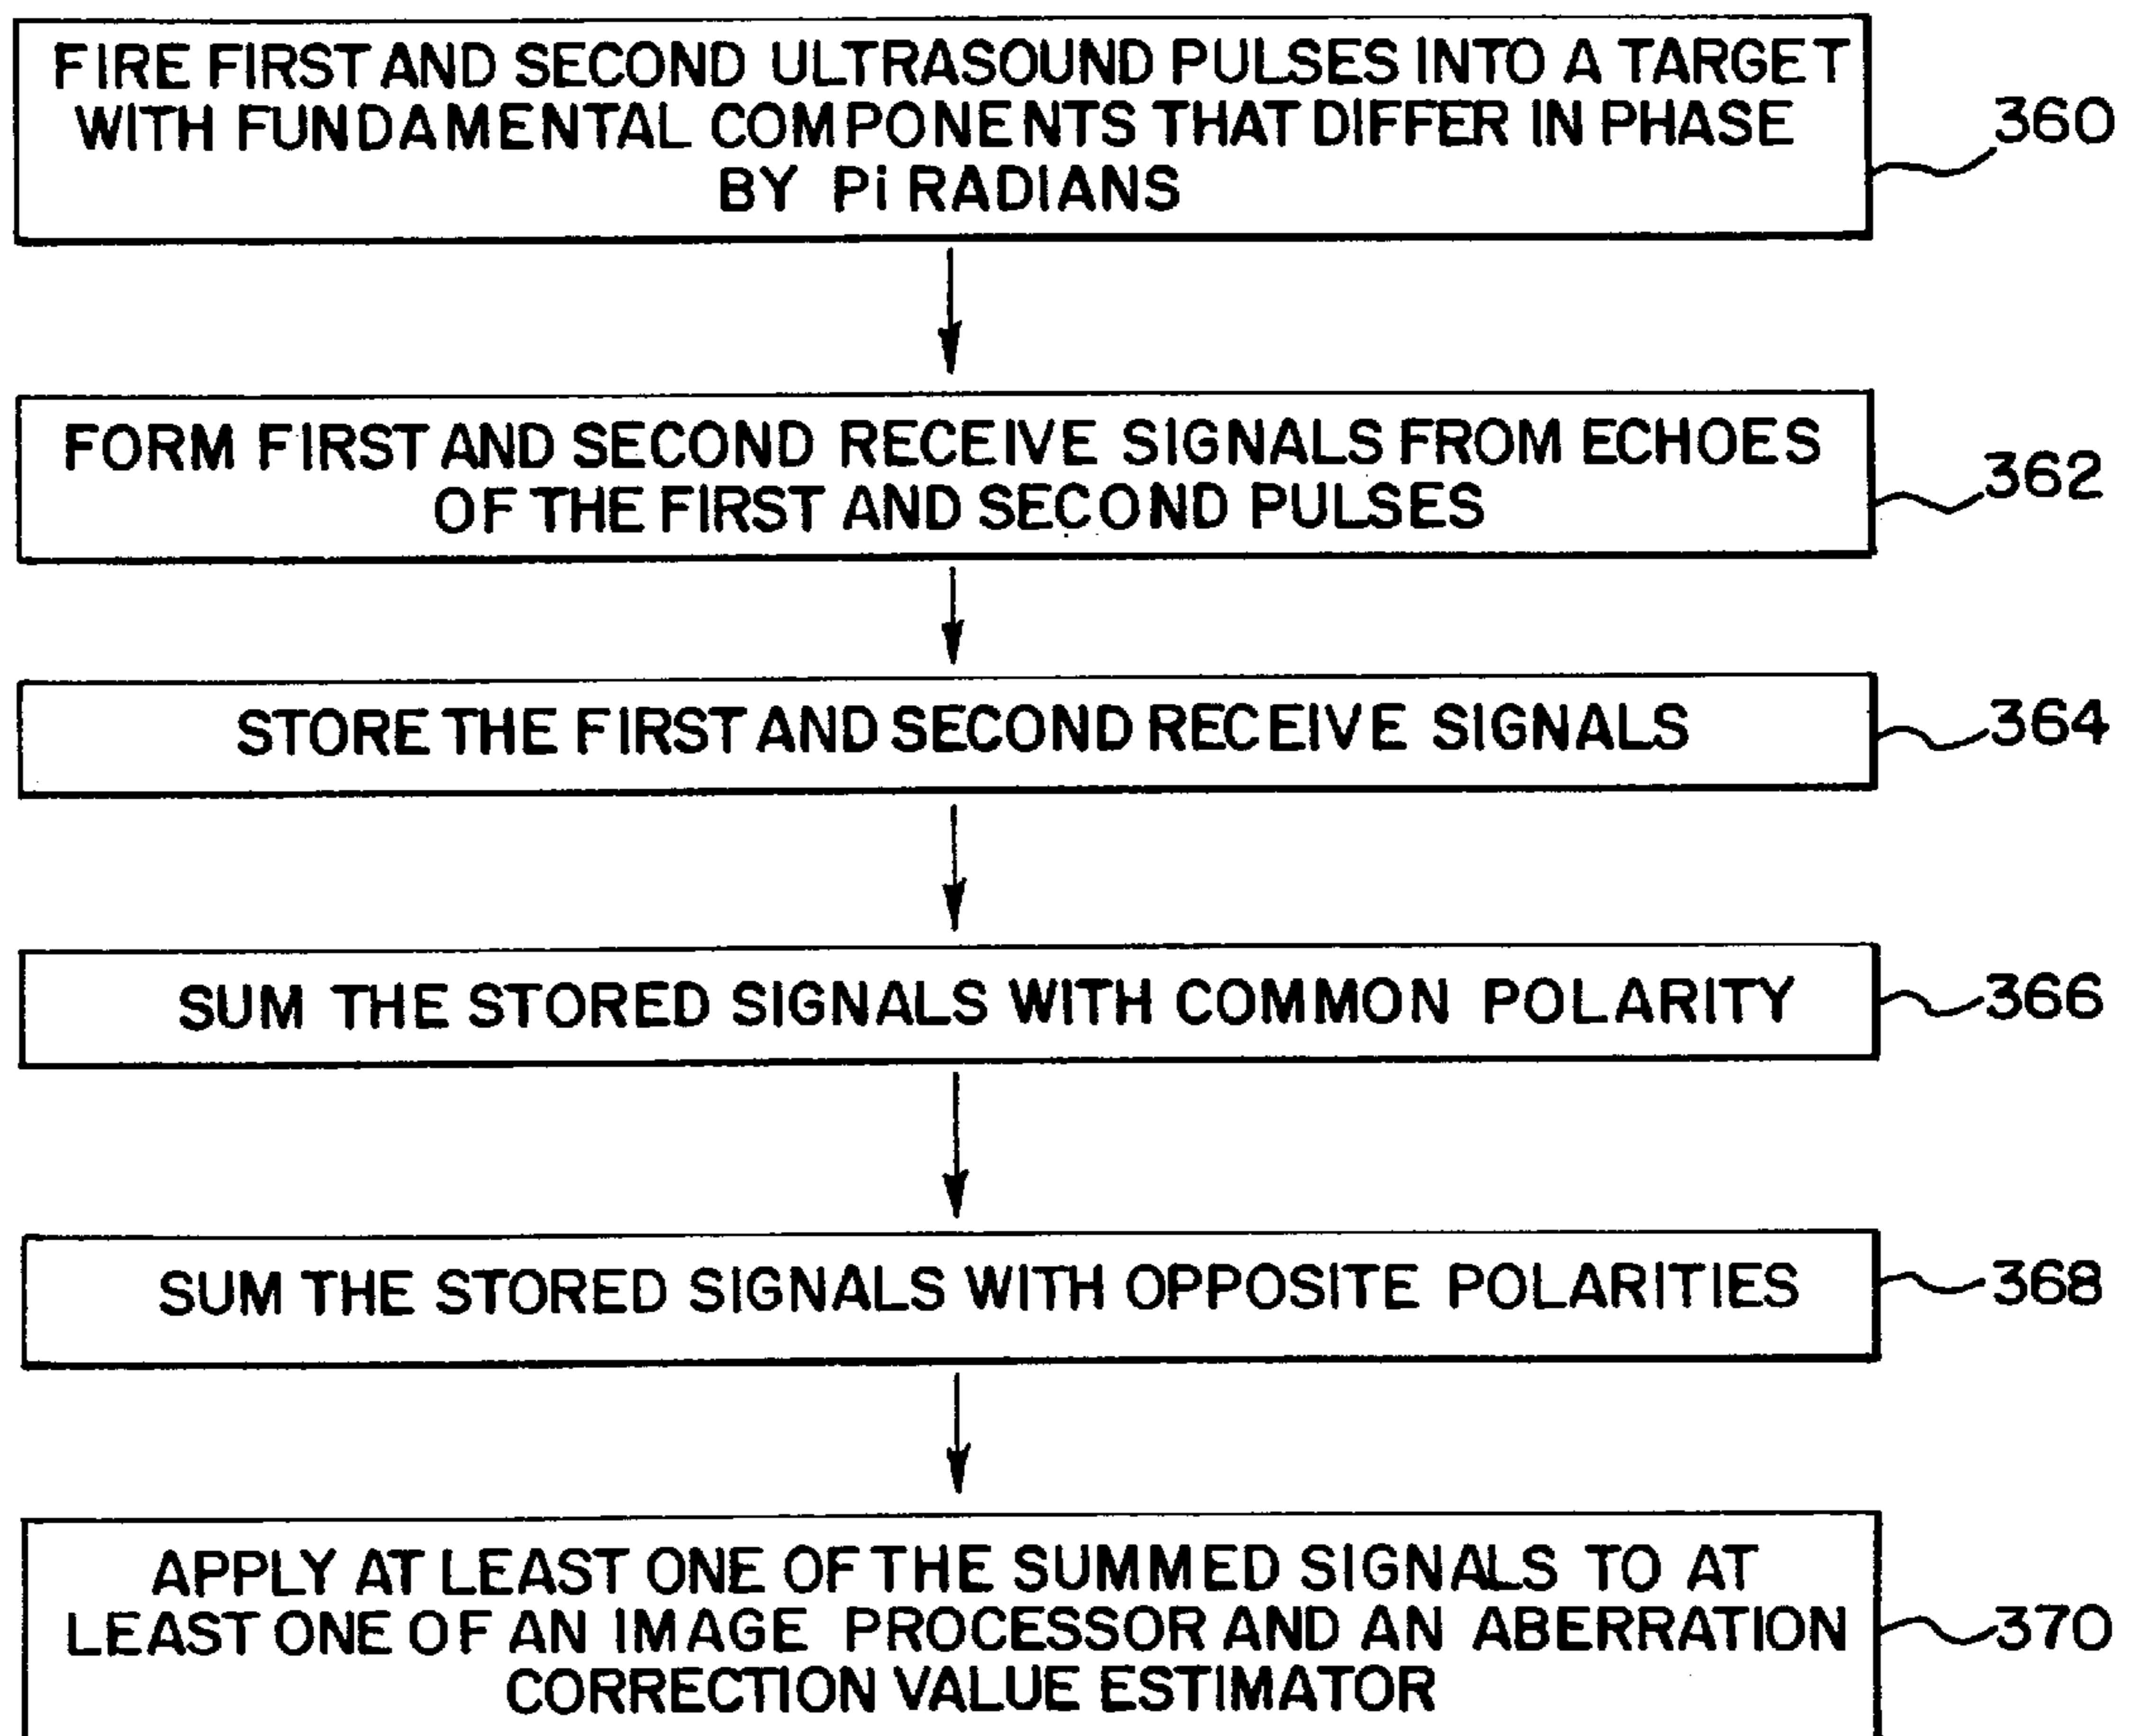 FIRE FIRST AND SECOND ULTRASOUND PULSES INTO A TARGET
WITH FUNDAMENTAL COMPONENTS THAT DIFFER IN PHASE
BY Pi RADIANS
360
FORM FIRST AND SECOND RECEIVE SIGNALS FROM ECHOES
OF THE FIRST AND SECOND PULSES
362
STORE THE FIRST AND SECOND RECEIVE SIGNALS
364
SUM THE STORED SIGNALS WITH COMMON POLARITY
366
SUM THE STORED SIGNALS WITH OPPOSITE POLARITIES
368
APPLY AT LEAST ONE OF THE SUMMED SIGNALS TO AT
LEAST ONE OF AN IMAGE PROCESSOR AND AN ABERRATION
CORRECTION VALUE ESTIMATOR
370